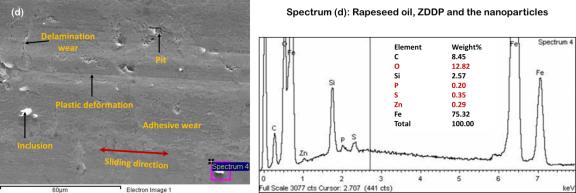 (d)
Delamination
wear
Pit
Plastic deformation
Adhesive wear
Inclusion
Sliding direction
Spectrum 4
60μm
Electron Image 1
Spectrum (d): Rapeseed oil, ZDDP and the nanoparticles
Spectrum 4
Element Weight%
C 8.45
O 12.82
Si 2.57
P 0.20
S 0.35
Zn 0.29
Fe 75.32
Total 100.00
O
Fe
Fe
Si
Fe
C
Zn
P
S
0 1 2 3 4 5 6 7
Full Scale 3077 cts Cursor: 2.707 (441 cts)
keV